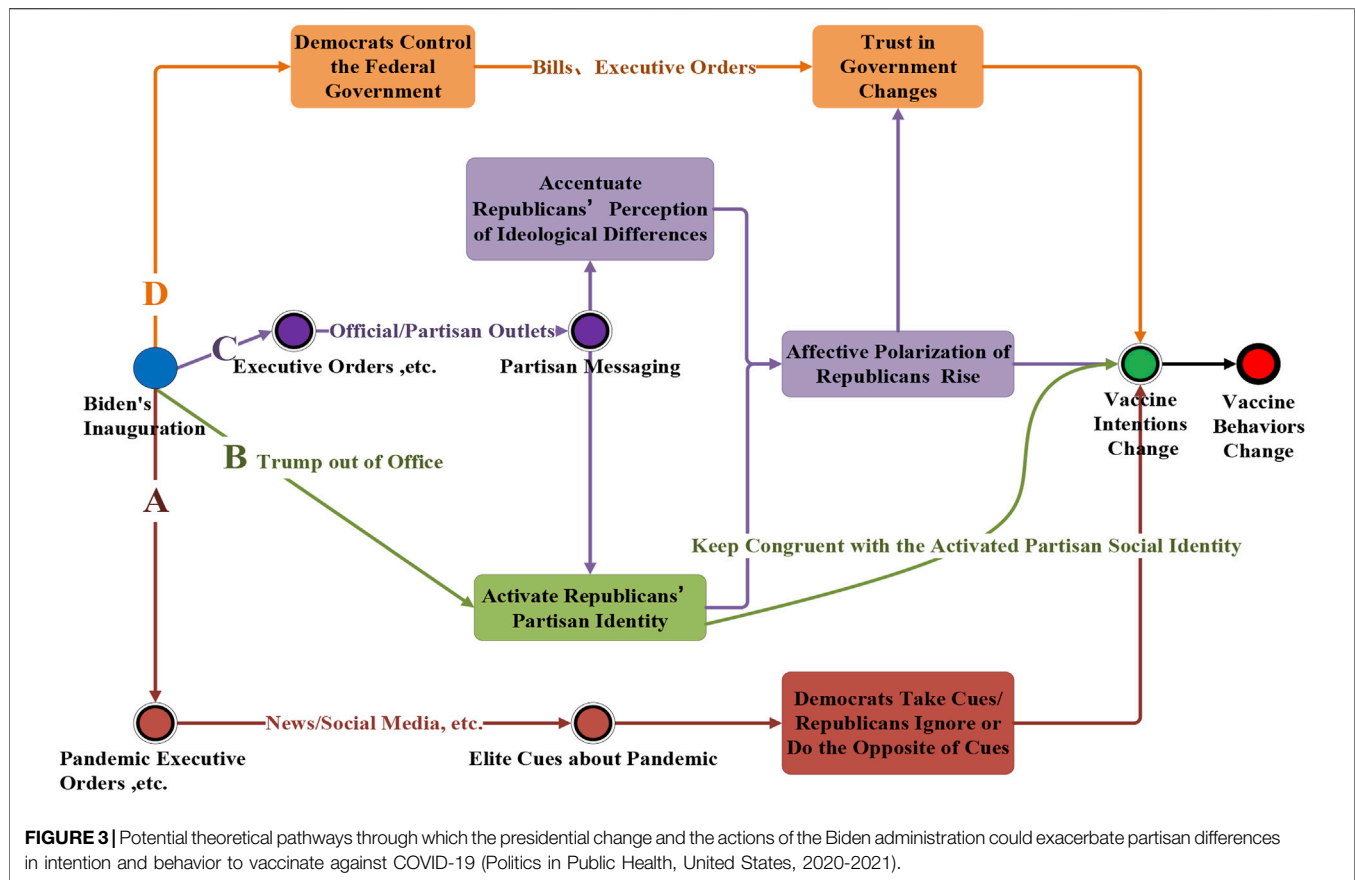 Democrats Control
the Federal
Government
Bills、Executive Orders
Trust in
Government
Changes
Accentuate
Republicans’ Perception
of Ideological Differences
D
C
Official/Partisan Outlets
Executive Orders ,etc.
Partisan Messaging
Affective Polarization of
Republicans Rise
Biden's
Inauguration
Vaccine
Intentions
Change
Vaccine
Behaviors
Change
B Trump out of Office
A
Keep Congruent with the Activated Partisan Social Identity
Activate Republicans’
Partisan Identity
News/Social Media, etc.
Democrats Take Cues/
Republicans Ignore or
Do the Opposite of Cues
Pandemic Executive
Orders ,etc.
Elite Cues about Pandemic
FIGURE 3 | Potential theoretical pathways through which the presidential change and the actions of the Biden administration could exacerbate partisan differences
in intention and behavior to vaccinate against COVID-19 (Politics in Public Health, United States, 2020-2021).